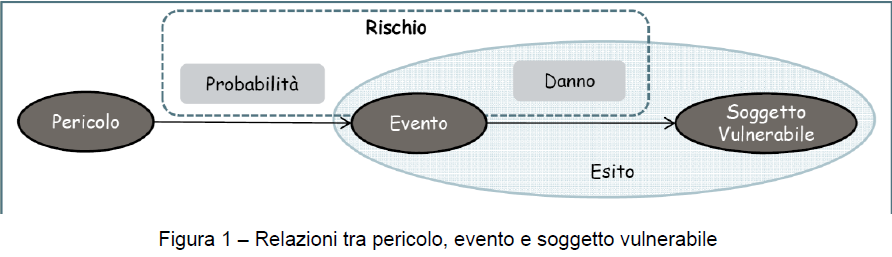 Rischio
Probabilità
Danno
Pericolo
Evento
Soggetto
Vulnerabile
Esito
Figura 1 – Relazioni tra pericolo, evento e soggetto vulnerabile